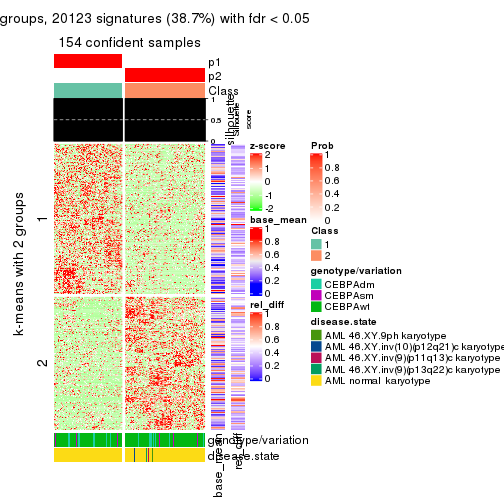 groups, 20123 signatures (38.7%) with fdr < 0.05
154 confident samples
p1
p2
Class
1
0.5
0
silhouette
Silhouette
score
k-means with 2 groups
1
2
z-score
2
1
0
-1
-2
base_mean
1
0.8
0.6
0.4
0.2
0
rel_diff
1
0.8
0.6
0.4
0.2
0
Prob
1
0.8
0.6
0.4
0.2
0
Class
1
2
genotype/variation
CEBPAdm
CEBPAsm
CEBPAwt
disease.state
AML 46.XY.9ph karyotype
AML 46.XY.inv(10)(p12q21)c karyotype
AML 46.XY.inv(9)(p11q13)c karyotype
AML 46.XY.inv(9)(p13q22)c karyotype
AML normal karyotype
genotype/variation
disease.state
base_mean
rel_diff